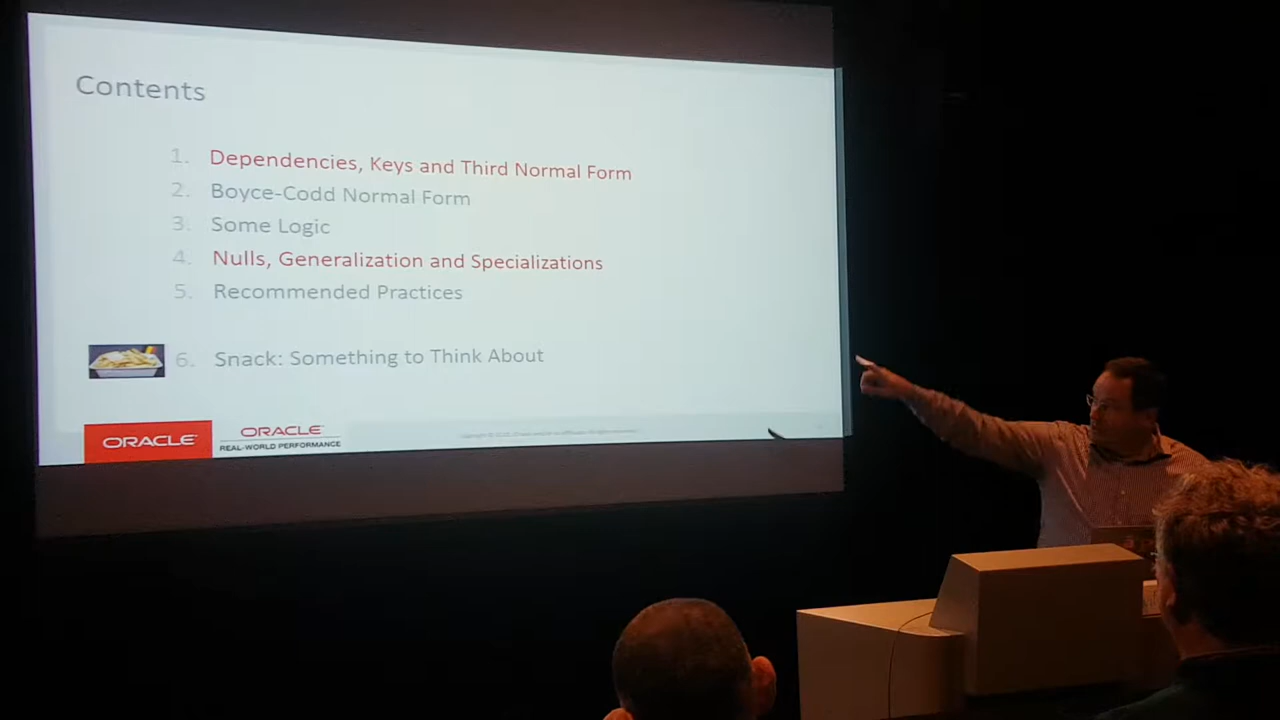 Contents
1. Dependencies, Keys and Third Normal Form
2. Boyce-Codd Normal Form
3. Some Logic
4. Nulls, Generalization and Specializations
5. Recommended Practices
6. Snack: Something to Think About
ORACLE
ORACLE
REAL-WORLD PERFORMANCE